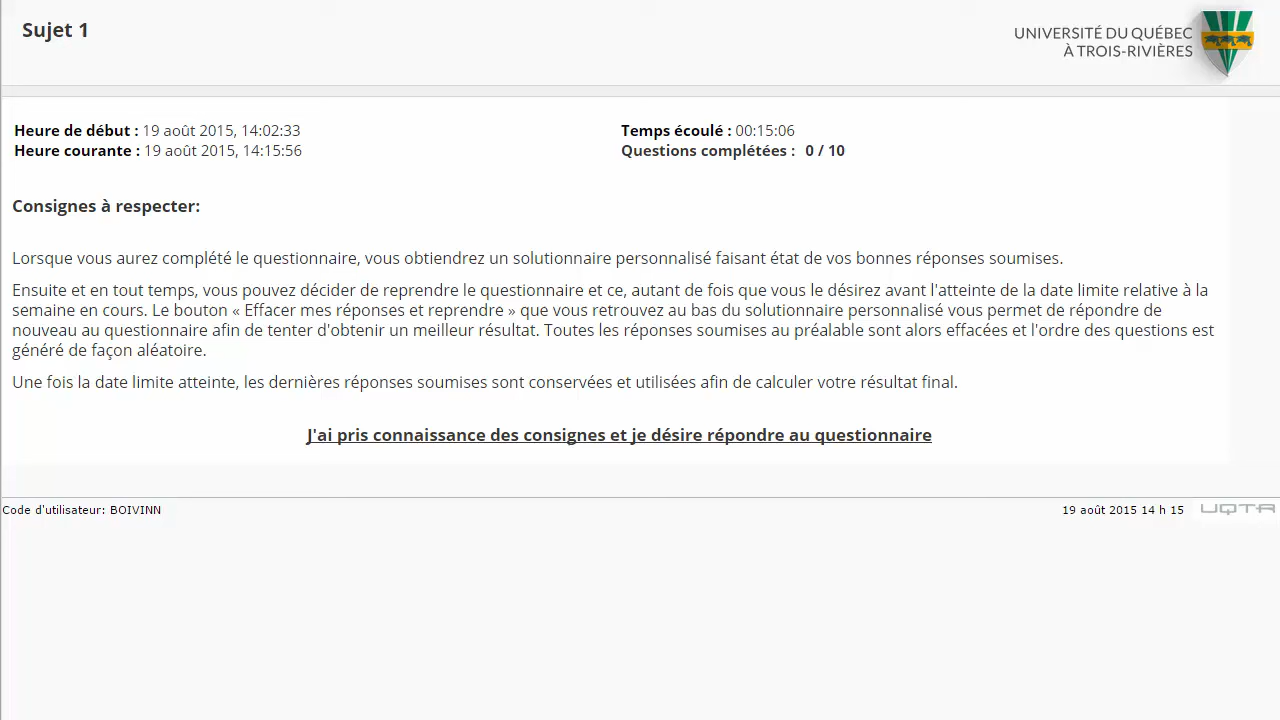 Sujet 1
UNIVERSITÉ DU QUÉBEC
À TROIS-RIVIÈRES
Heure de début : 19 août 2015, 14:02:33
Temps écoulé : 00:15:06
Heure courante : 19 août 2015, 14:15:56
Questions complétées : 0 / 10
Consignes à respecter:
Lorsque vous aurez complété le questionnaire, vous obtiendrez un solutionnaire personnalisé faisant état de vos bonnes réponses soumises.
Ensuite et en tout temps, vous pouvez décider de reprendre le questionnaire et ce, autant de fois que vous le désirez avant l'atteinte de la date limite relative à la
semaine en cours. Le bouton « Effacer mes réponses et reprendre » que vous retrouvez au bas du solutionnaire personnalisé vous permet de répondre de
nouveau au questionnaire afin de tenter d'obtenir un meilleur résultat. Toutes les réponses soumises au préalable sont alors effacées et l'ordre des questions est
généré de façon aléatoire.
Une fois la date limite atteinte, les dernières réponses soumises sont conservées et utilisées afin de calculer votre résultat final.
J'ai pris connaissance des consignes et je désire répondre au questionnaire
Code d'utilisateur: BOIVINN
19 août 2015 14 h 15
UQTR